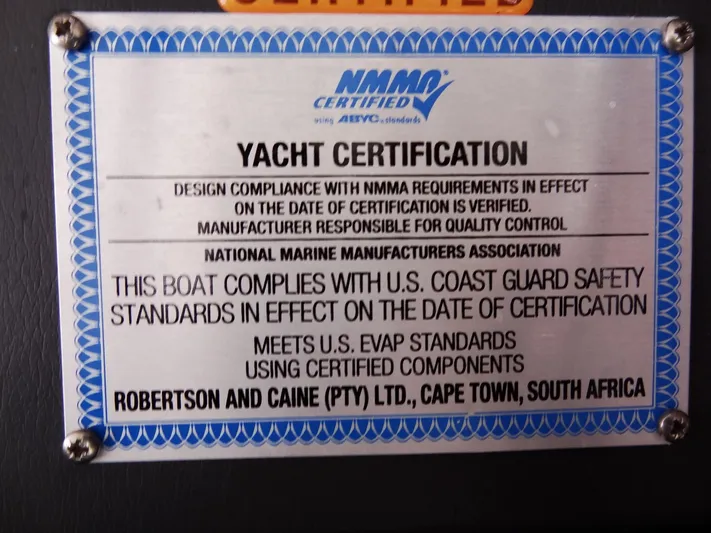 CERTIFIED
NMMA®
CERTIFIED
using ABYC standards
YACHT CERTIFICATION
DESIGN COMPLIANCE WITH NMMA REQUIREMENTS IN EFFECT
ON THE DATE OF CERTIFICATION IS VERIFIED.
MANUFACTURER RESPONSIBLE FOR QUALITY CONTROL
NATIONAL MARINE MANUFACTURERS ASSOCIATION
THIS BOAT COMPLIES WITH U.S. COAST GUARD SAFETY
STANDARDS IN EFFECT ON THE DATE OF CERTIFICATION
MEETS U.S. EVAP STANDARDS
USING CERTIFIED COMPONENTS
ROBERTSON AND CAINE (PTY) LTD., CAPE TOWN, SOUTH AFRICA